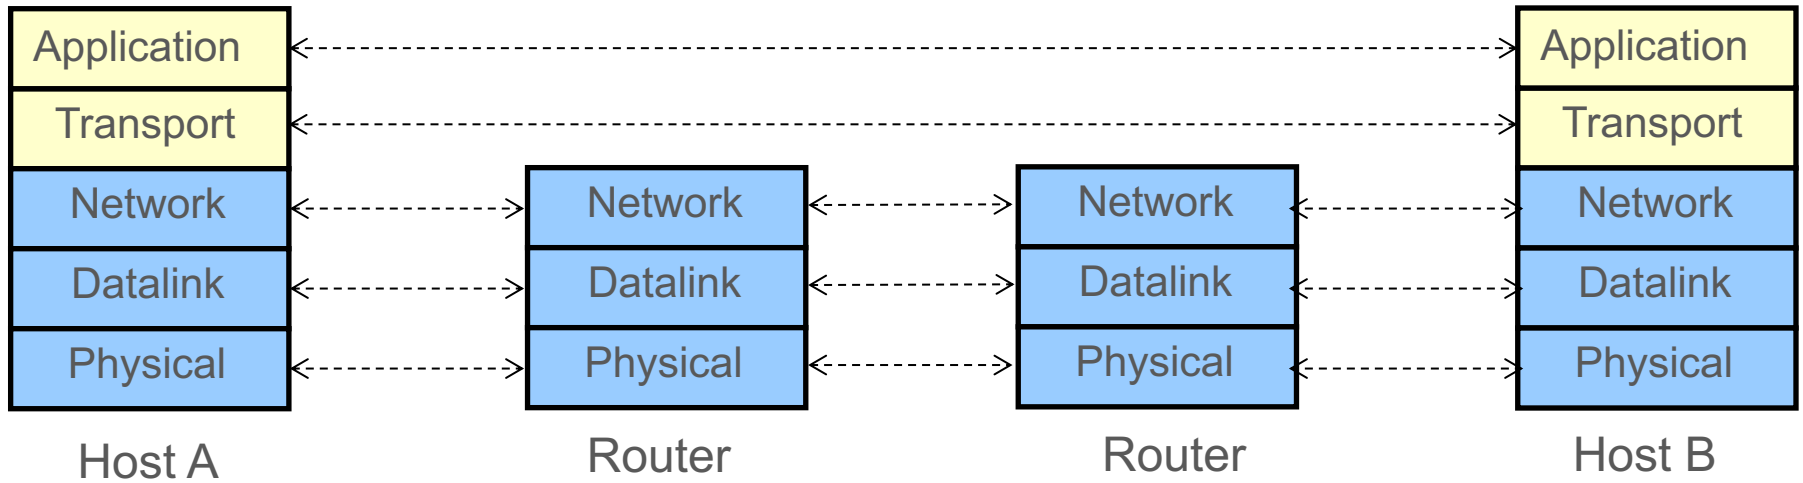 Application
Transport
Network
Datalink
Physical
Host A
Network
Datalink
Physical
Router
Network
Datalink
Physical
Router
Application
Transport
Network
Datalink
Physical
Host B